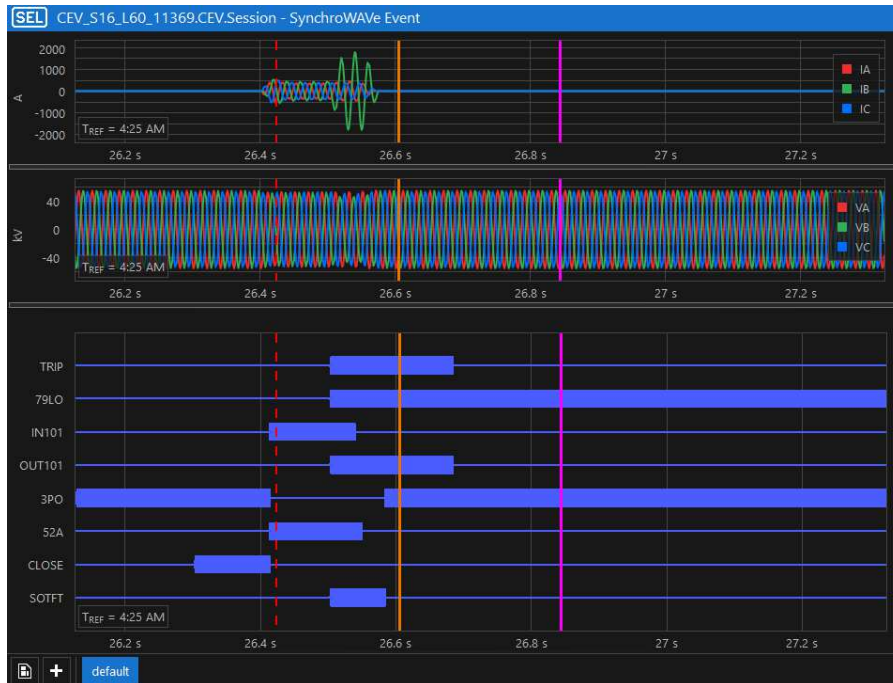 SEL CEV_S16_L60_11369.CEV.Session - SynchroWAVe Event
2000
1000
0
-1000
-2000
A
IA
IB
IC
TREF = 4:25 AM
26.2 s 26.4 s 26.6 s 26.8 s 27 s 27.2 s
40
0
-40
kV
VA
VB
VC
TREF = 4:25 AM
26.2 s 26.4 s 26.6 s 26.8 s 27 s 27.2 s
TRIP
79LO
IN101
OUT101
3PO
52A
CLOSE
SOTFT
TREF = 4:25 AM
26.2 s 26.4 s 26.6 s 26.8 s 27 s 27.2 s
default